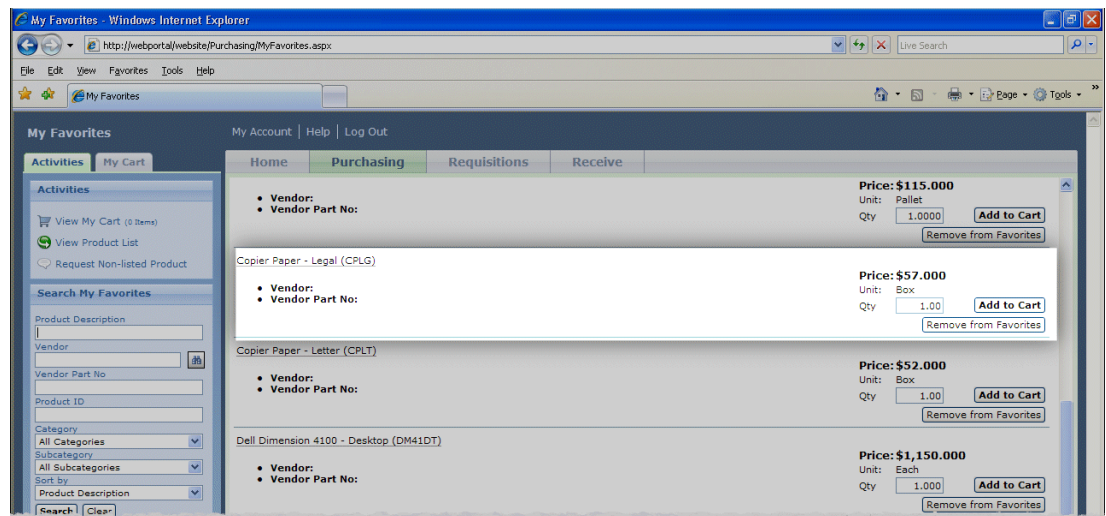 My Favorites - Windows Internet Explorer
http://webportal/website/Purchasing/MyFavorites.aspx
Live Search
File Edit View Favorites Tools Help
My Favorites
Page Tools »
My Favorites
My Account | Help | Log Out
Activities My Cart
Home Purchasing Requisitions Receive
Activities
View My Cart (0 Items)
View Product List
Request Non-listed Product
Search My Favorites
Product Description
Vendor
Vendor Part No
Product ID
Category
All Categories
Subcategory
All Subcategories
Sort by
Product Description
Search Clear
• Vendor:
• Vendor Part No:
Price: $115.000
Unit: Pallet
Qty 1.0000 Add to Cart
Remove from Favorites
Copier Paper - Legal (CPLG)
• Vendor:
• Vendor Part No:
Price: $57.000
Unit: Box
Qty 1.00 Add to Cart
Remove from Favorites
Copier Paper - Letter (CPLT)
• Vendor:
• Vendor Part No:
Price: $52.000
Unit: Box
Qty 1.00 Add to Cart
Remove from Favorites
Dell Dimension 4100 - Desktop (DM41DT)
• Vendor:
• Vendor Part No:
Price: $1,150.000
Unit: Each
Qty 1.000 Add to Cart
Remove from Favorites